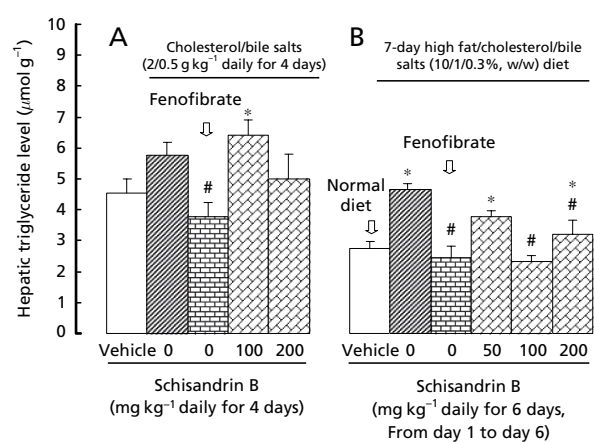 Hepatic triglyceride level (μmol g⁻¹)
10
9
8
7
6
5
4
3
2
1
0
A
Cholesterol/bile salts
(2/0.5 g kg⁻¹ daily for 4 days)
Fenofibrate
*
#
Vehicle 0 0 100 200
Schisandrin B
(mg kg⁻¹ daily for 4 days)
B
7-day high fat/cholesterol/bile
salts (10/1/0.3%, w/w) diet
Fenofibrate
Normal
diet
*
#
*
#
*
#
Vehicle 0 0 50 100 200
Schisandrin B
(mg kg⁻¹ daily for 6 days,
From day 1 to day 6)